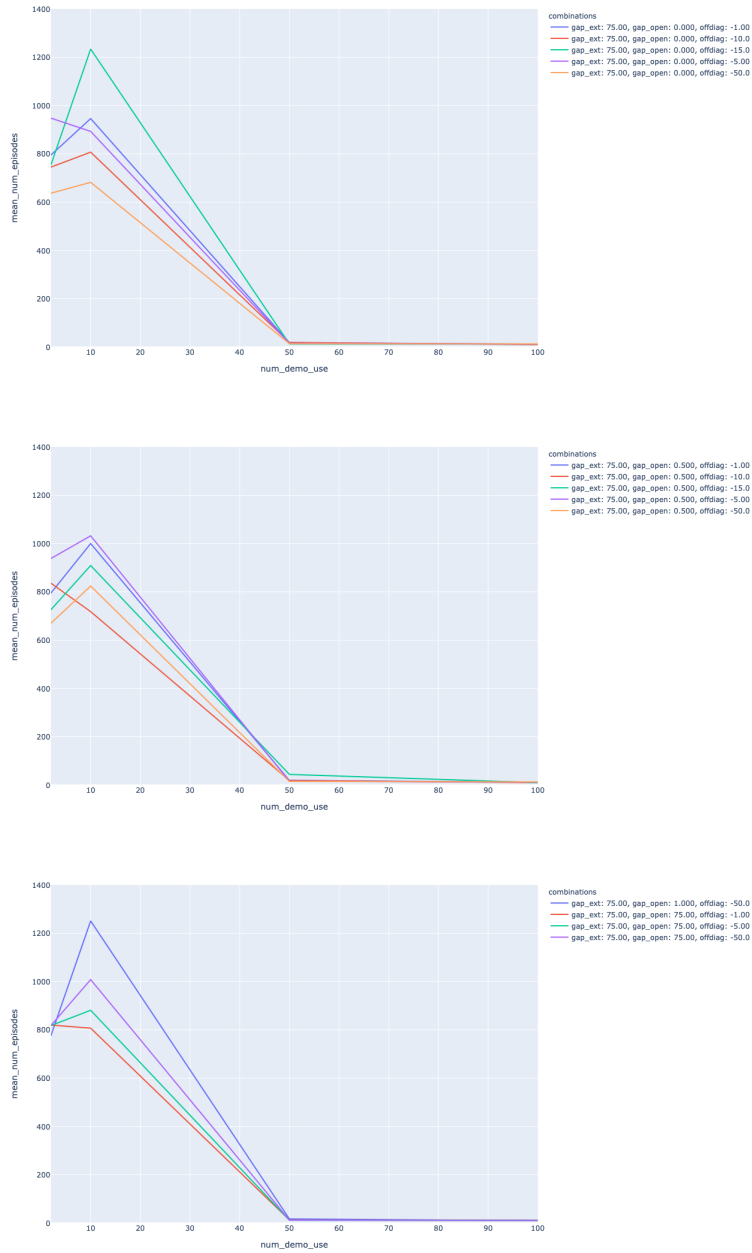 combinations
gap_ext: 75.00, gap_open: 0.000, offdiag: -1.00
gap_ext: 75.00, gap_open: 0.000, offdiag: -10.0
gap_ext: 75.00, gap_open: 0.000, offdiag: -15.0
gap_ext: 75.00, gap_open: 0.000, offdiag: -5.00
gap_ext: 75.00, gap_open: 0.000, offdiag: -50.0
mean_num_episodes
1400
1200
1000
800
600
400
200
0
10 20 30 40 50 60 70 80 90 100
num_demo_use
combinations
gap_ext: 75.00, gap_open: 0.500, offdiag: -1.00
gap_ext: 75.00, gap_open: 0.500, offdiag: -10.0
gap_ext: 75.00, gap_open: 0.500, offdiag: -15.0
gap_ext: 75.00, gap_open: 0.500, offdiag: -5.00
gap_ext: 75.00, gap_open: 0.500, offdiag: -50.0
mean_num_episodes
1400
1200
1000
800
600
400
200
0
10 20 30 40 50 60 70 80 90 100
num_demo_use
combinations
gap_ext: 75.00, gap_open: 1.000, offdiag: -50.0
gap_ext: 75.00, gap_open: 75.00, offdiag: -1.00
gap_ext: 75.00, gap_open: 75.00, offdiag: -5.00
gap_ext: 75.00, gap_open: 75.00, offdiag: -50.0
mean_num_episodes
1400
1200
1000
800
600
400
200
0
10 20 30 40 50 60 70 80 90 100
num_demo_use